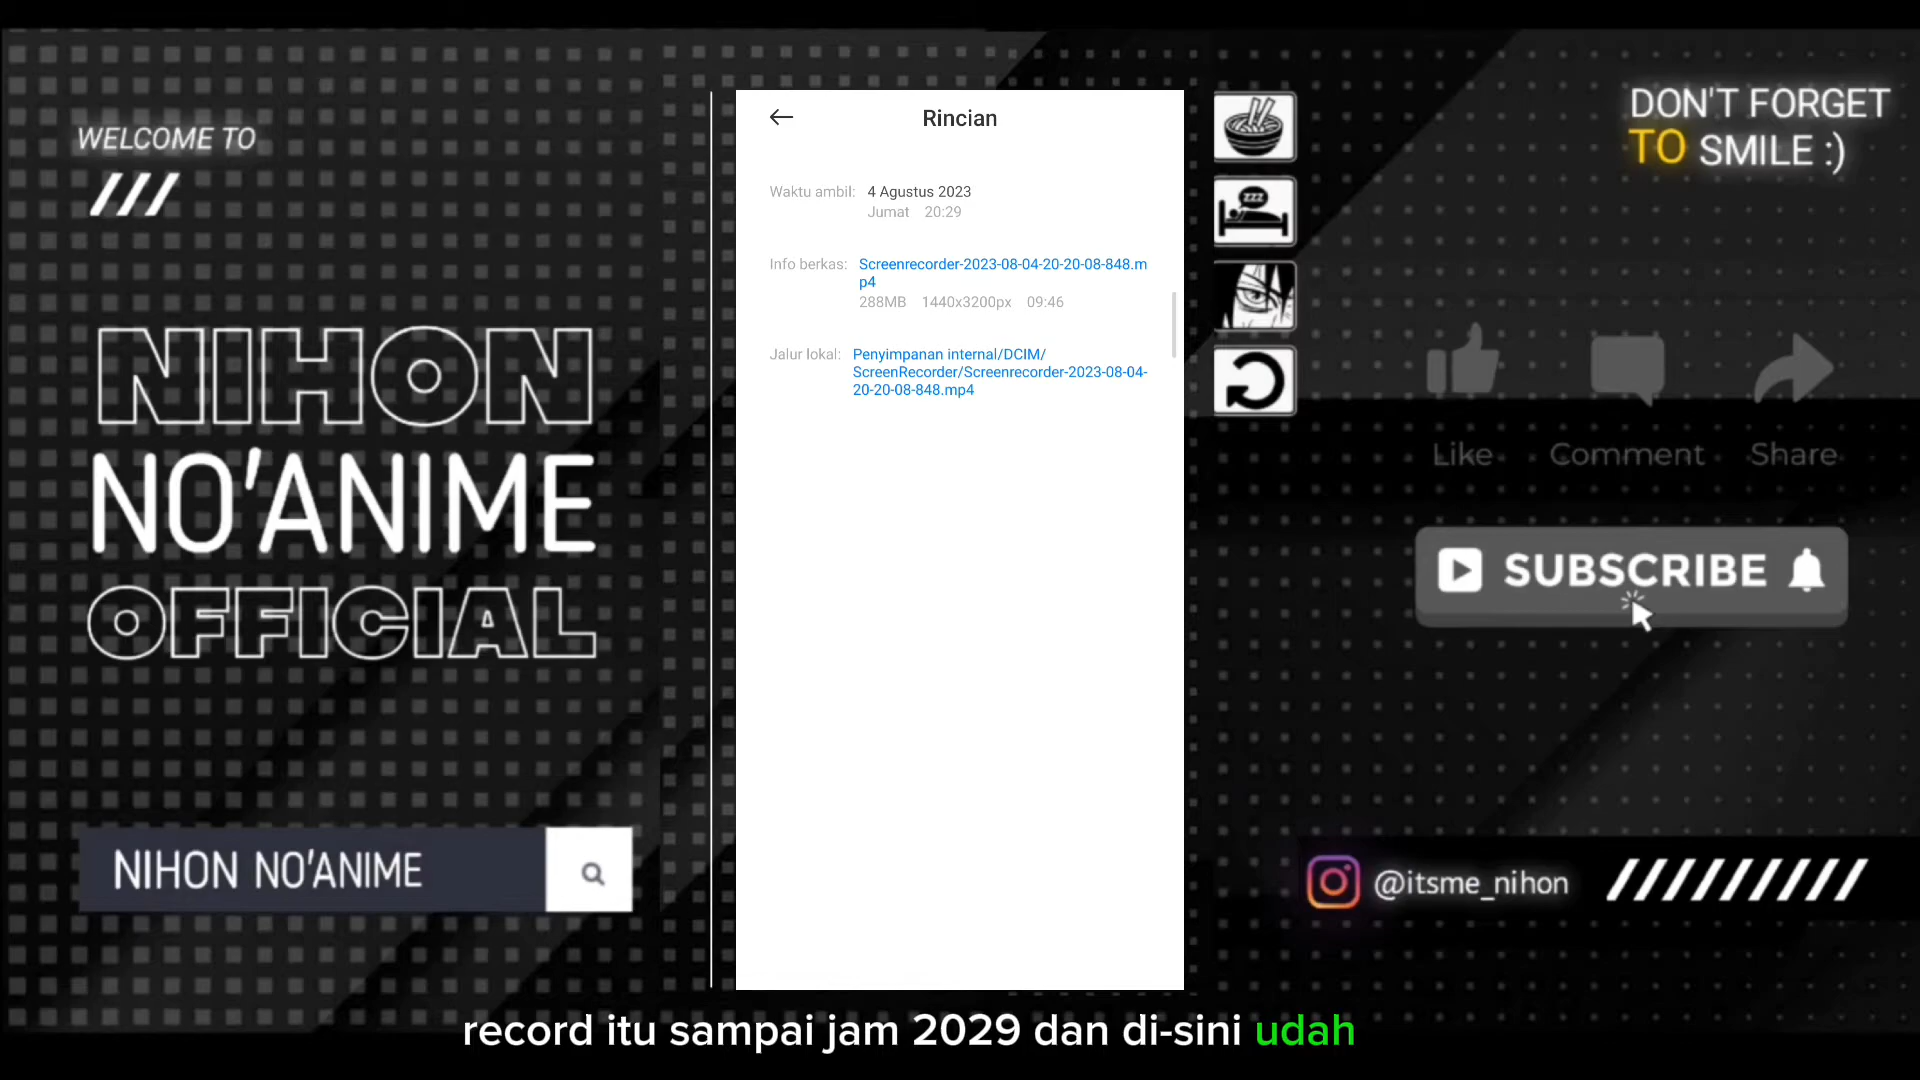 WELCOME TO
NIHON
NO'ANIME
OFFICIAL
NIHON NO'ANIME
Rincian
Waktu ambil: 4 Agustus 2023
Jumat 20:29
Info berkas: Screenrecorder-2023-08-04-20-20-08-848.m
p4
288MB 1440x3200px 09:46
Jalur lokal: Penyimpanan internal/DCIM/
ScreenRecorder/Screenrecorder-2023-08-04-
20-20-08-848.mp4
zzz
DON'T FORGET
TO SMILE :)
Like Comment Share
SUBSCRIBE
@itsme_nihon
record itu sampai jam 2029 dan di-sini udah